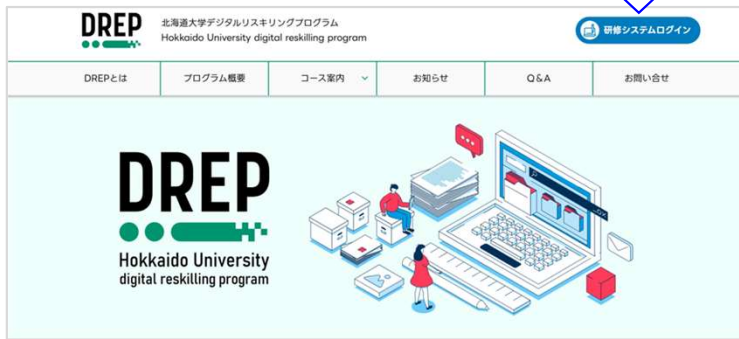 DREP
北海道大学デジタルリスキリングプログラム
Hokkaido University digital reskilling program
研修システムログイン
DREPとは
プログラム概要
コース案内
お知らせ
Q&A
お問い合せ
DREP
Hokkaido University
digital reskilling program